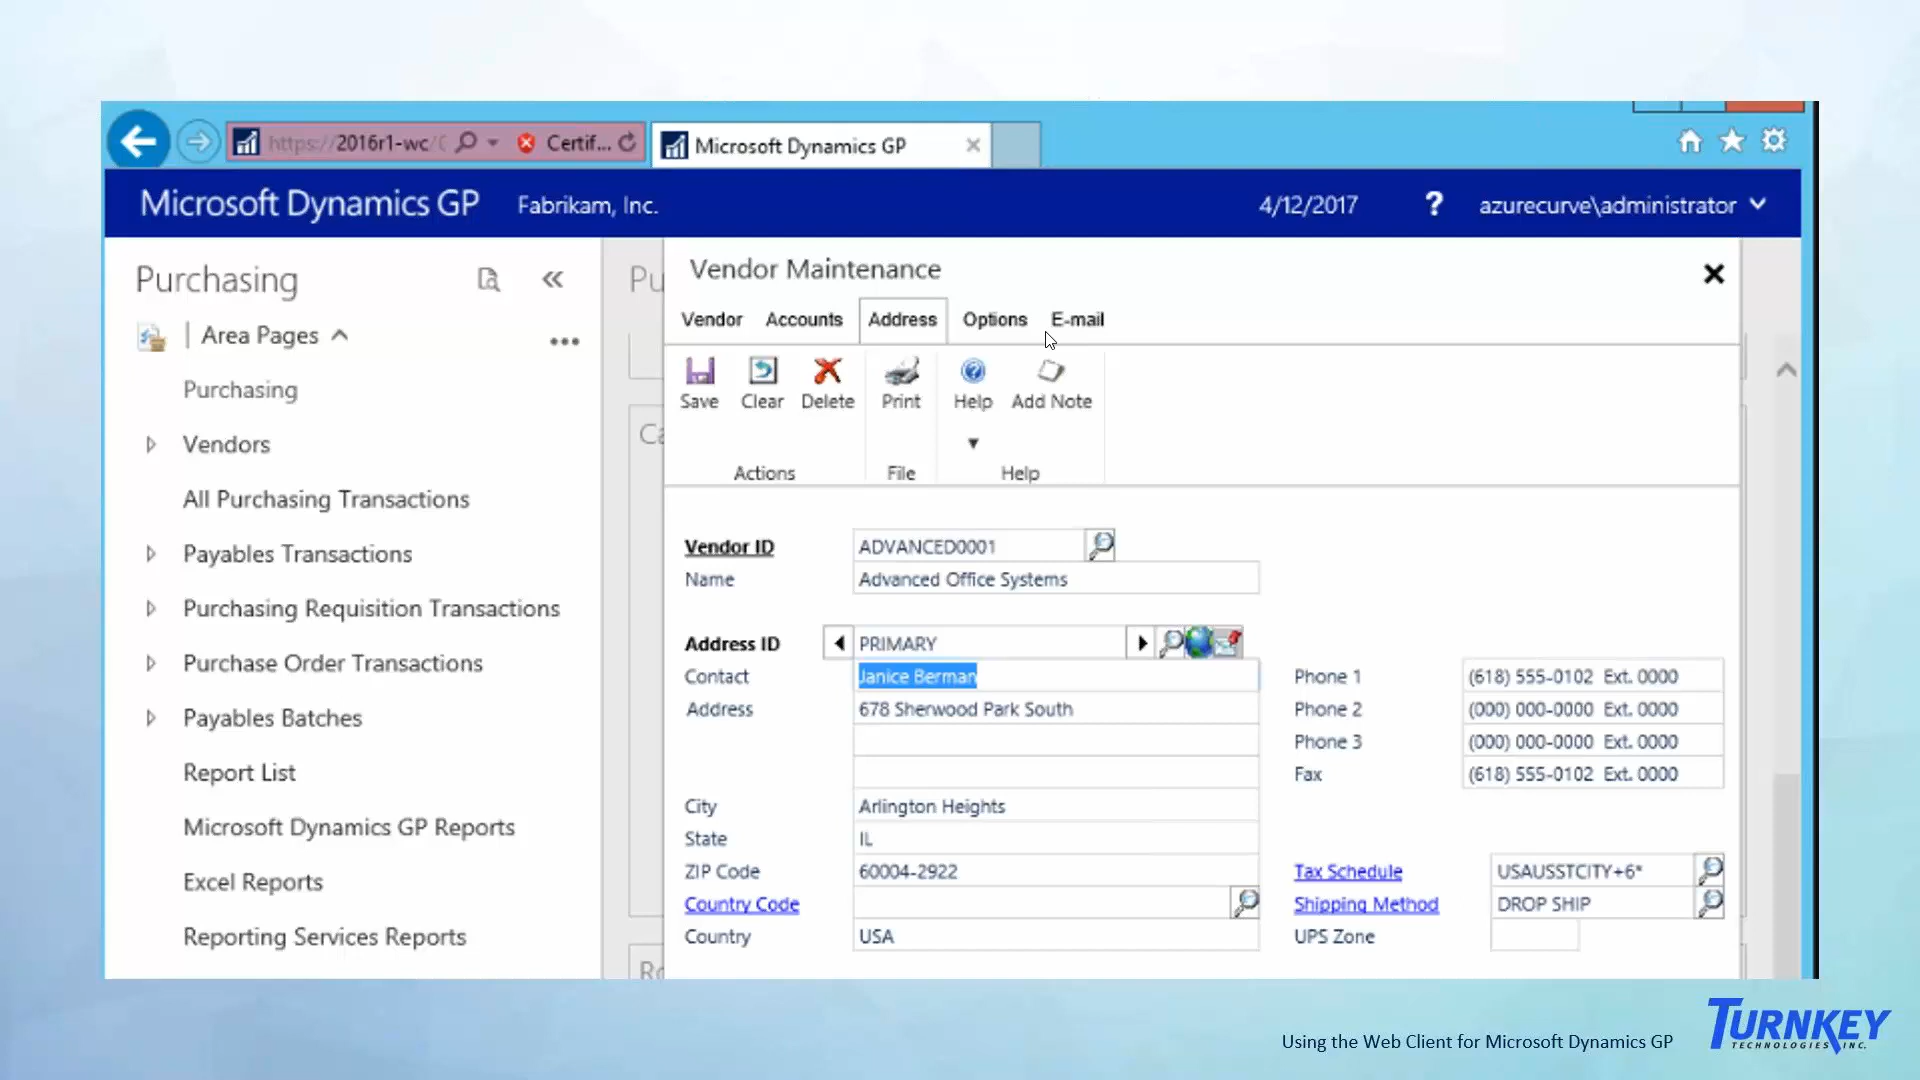 https://2016r1-wc/ Certif...
Microsoft Dynamics GP
Microsoft Dynamics GP Fabrikam, Inc. 4/12/2017 ? azurecurve\administrator
Purchasing
Area Pages
Purchasing
Vendors
All Purchasing Transactions
Payables Transactions
Purchasing Requisition Transactions
Purchase Order Transactions
Payables Batches
Report List
Microsoft Dynamics GP Reports
Excel Reports
Reporting Services Reports
Pu
Ca
Ro
Vendor Maintenance
Vendor Accounts Address Options E-mail
Save Clear Delete Print Help Add Note
Actions File Help
Vendor ID ADVANCED0001
Name Advanced Office Systems
Address ID PRIMARY
Contact Janice Berman Phone 1 (618) 555-0102 Ext. 0000
Address 678 Sherwood Park South Phone 2 (000) 000-0000 Ext. 0000
Phone 3 (000) 000-0000 Ext. 0000
Fax (618) 555-0102 Ext. 0000
City Arlington Heights
State IL
ZIP Code 60004-2922 Tax Schedule USAUSSTCITY+6*
Country Code Shipping Method DROP SHIP
Country USA UPS Zone
Using the Web Client for Microsoft Dynamics GP
TURNKEY
TECHNOLOGIES, INC.